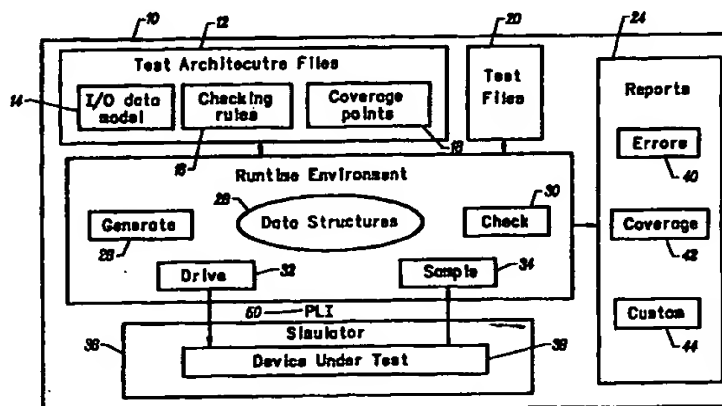 10
12
20
24
Test Architecutre Files
Test
Files
Reports
14
I/O data
model
Checking
rules
Coverage
points
16
18
Errors
40
Runtime Environment
Generate
26
28
Data Structures
30
Check
Coverage
42
Drive
32
Sample
34
60
PLI
Simulator
36
Device Under Test
38
Custom
44